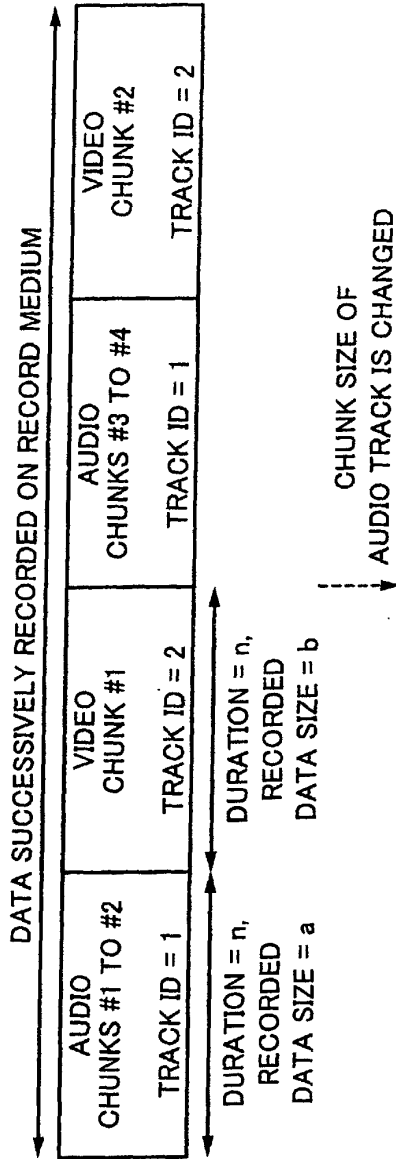 DATA SUCCESSIVELY RECORDED ON RECORD MEDIUM
AUDIO
CHUNKS #1 TO #2
TRACK ID = 1
VIDEO
CHUNK #1
TRACK ID = 2
AUDIO
CHUNKS #3 TO #4
TRACK ID = 1
VIDEO
CHUNK #2
TRACK ID = 2
DURATION = n,
RECORDED
DATA SIZE = a
DURATION = n,
RECORDED
DATA SIZE = b
CHUNK SIZE OF
AUDIO TRACK IS CHANGED